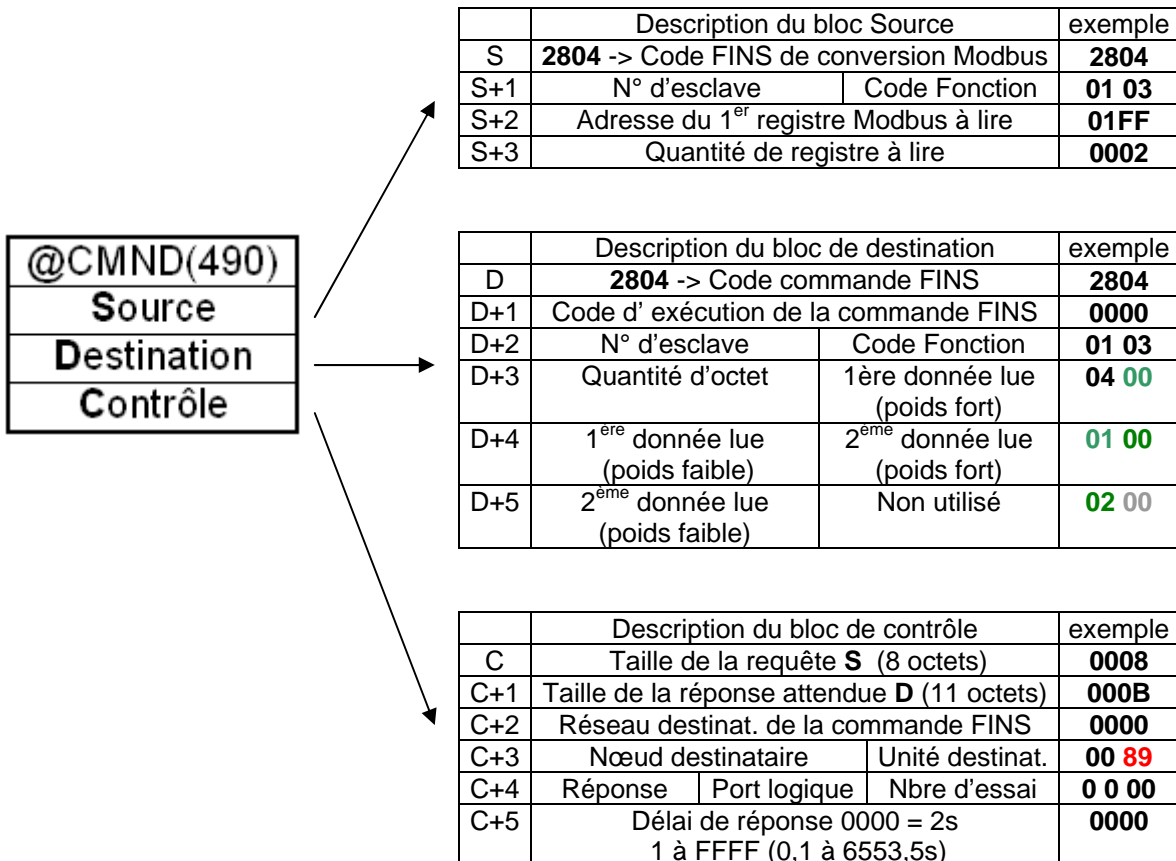 Description du bloc Source exemple
S 2804 -> Code FINS de conversion Modbus 2804
S+1 N° d'esclave Code Fonction 01 03
S+2 Adresse du 1er registre Modbus à lire 01FF
S+3 Quantité de registre à lire 0002
@CMND(490)
Source
Destination
Contrôle
Description du bloc de destination exemple
D 2804 -> Code commande FINS 2804
D+1 Code d' exécution de la commande FINS 0000
D+2 N° d'esclave Code Fonction 01 03
D+3 Quantité d'octet 1ère donnée lue 04 00
(poids fort)
D+4 1ère donnée lue 2ème donnée lue 01 00
(poids faible) (poids fort)
D+5 2ème donnée lue Non utilisé 02 00
(poids faible)
Description du bloc de contrôle exemple
C Taille de la requête S (8 octets) 0008
C+1 Taille de la réponse attendue D (11 octets) 000B
C+2 Réseau destinat. de la commande FINS 0000
C+3 Nœud destinataire Unité destinat. 00 89
C+4 Réponse Port logique Nbre d'essai 0 0 00
C+5 Délai de réponse 0000 = 2s 0000
1 à FFFF (0,1 à 6553,5s)